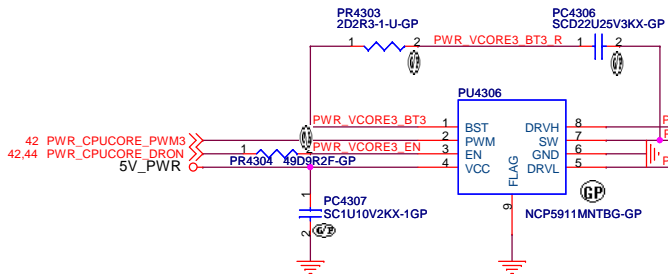 PR4303
2D2R3-1-U-GP
PC4306
SCD22U25V3KX-GP
1 2 PWR_VCORE3_BT3_R 1 2
PU4306
PWR_VCORE3_BT3 1 BST DRVH 8
42 PWR_CPUCORE_PWM3 2 PWM SW 7
42,44 PWR_CPUCORE_DRON 1 PWR_VCORE3_EN 3 EN GND 6
5V_PWR PR4304 49D9R2F-GP 4 VCC DRVL 5
FLAG
9
GP
NCP5911MNTBG-GP
1
PC4307
SC1U10V2KX-1GP
2